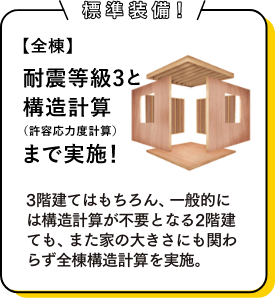 標準装備!
【全棟】
耐震等級3と
構造計算
(許容応力度計算)
まで実施!
3階建てはもちろん、一般的に
は構造計算が不要となる2階建
ても、また家の大きさにも関わ
らず全棟構造計算を実施。